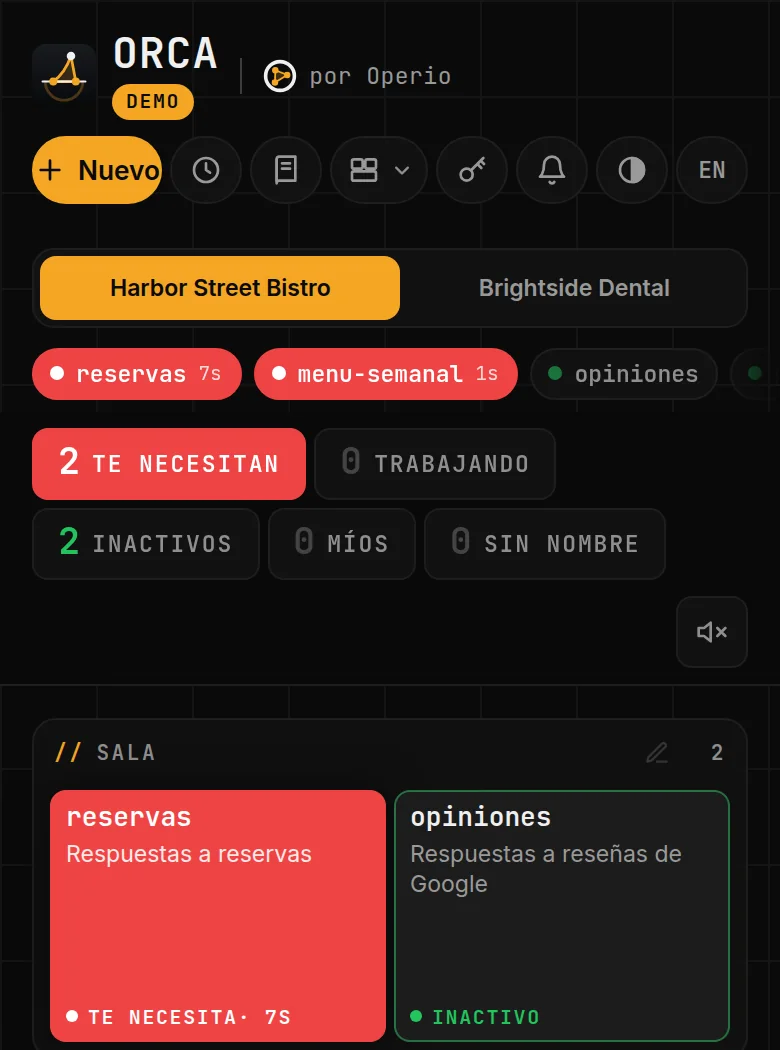 ORCA
DEMO
por Operio
+ Nuevo
EN
Harbor Street Bistro
Brightside Dental
reservas 7s
menu-semanal 1s
opiniones
2 TE NECESITAN
0 TRABAJANDO
2 INACTIVOS
0 MÍOS
0 SIN NOMBRE
// SALA
2
reservas
Respuestas a reservas
TE NECESITA· 7S
opiniones
Respuestas a reseñas de
Google
INACTIVO